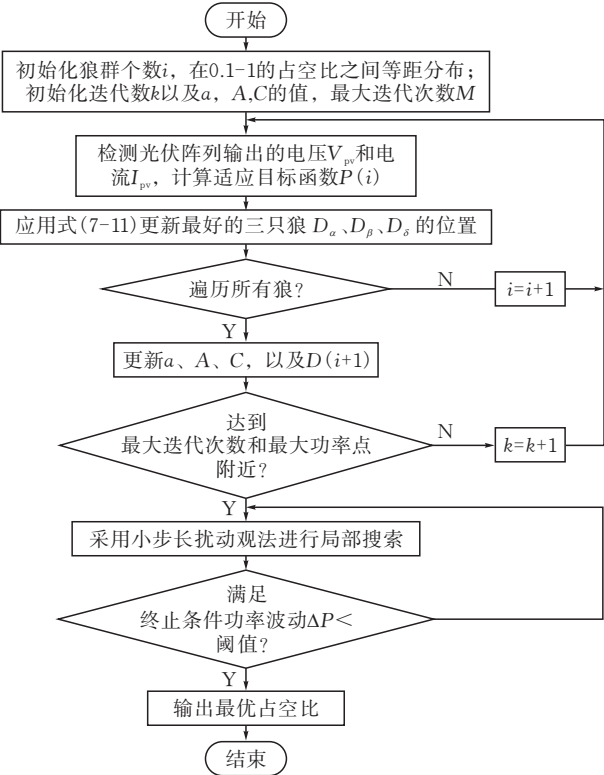 开始
初始化狼群个数i，在0.1-1的占空比之间等距分布；
初始化迭代数k以及a，A,C的值，最大迭代次数M
检测光伏阵列输出的电压Vpv和电
流Ipv，计算适应目标函数P(i)
应用式(7-11)更新最好的三只狼 Dα、Dβ、Dδ 的位置
遍历所有狼?
N
i=i+1
Y
更新a、A、C，以及D(i+1)
达到
最大迭代次数和最大功率点
附近?
N
k=k+1
Y
采用小步长扰动观法进行局部搜索
满足
终止条件功率波动ΔP<
阈值?
Y
输出最优占空比
结束